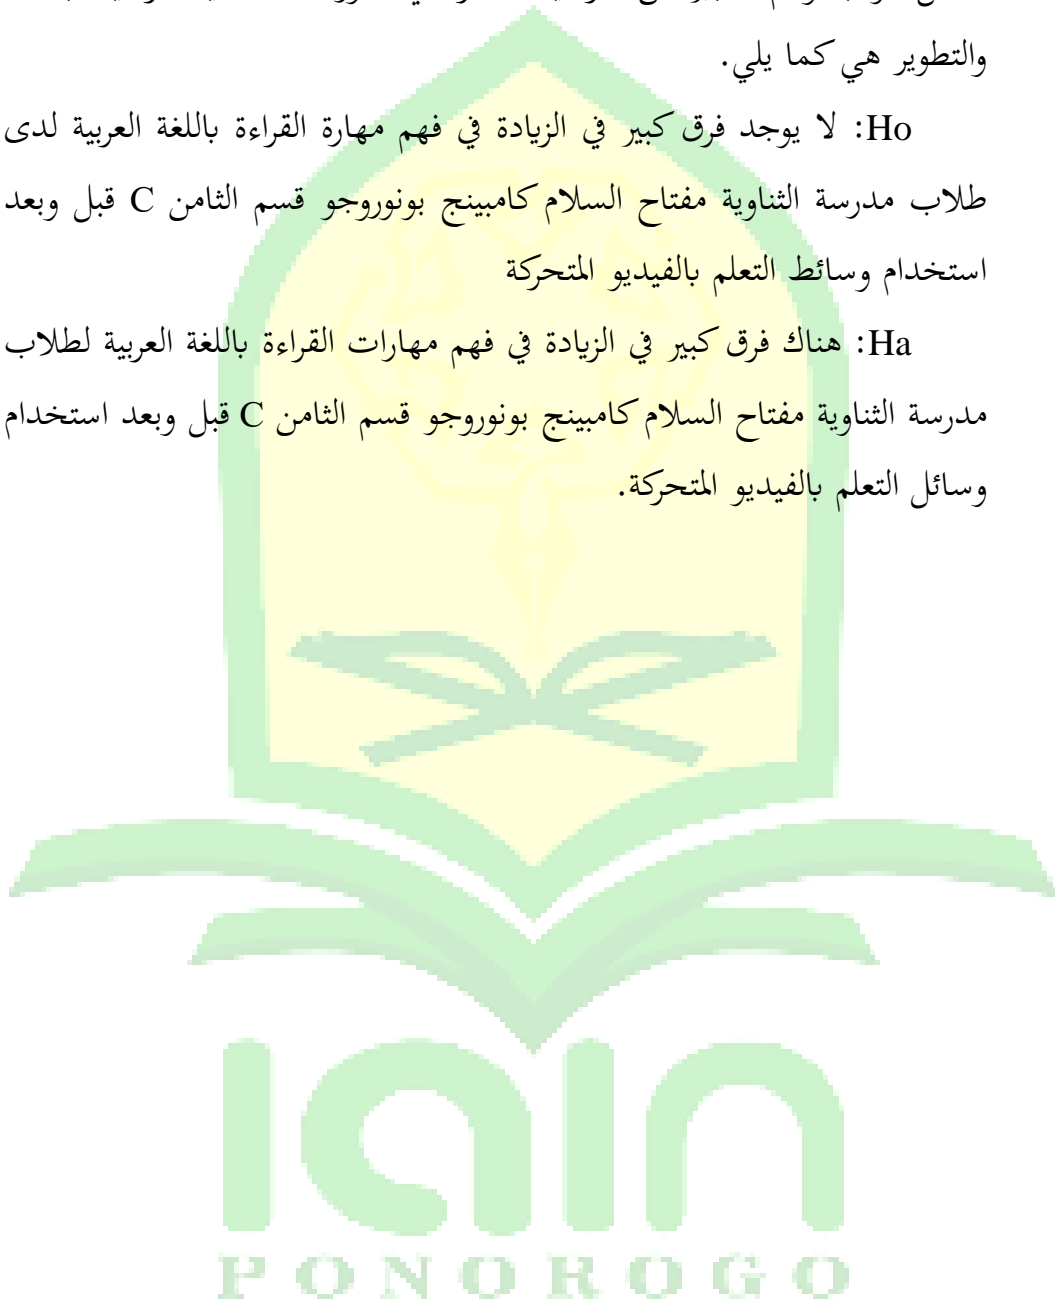 والتطوير هي كما يلي.
Ho: لا يوجد فرق كبير في الزيادة في فهم مهارة القراءة باللغة العربية لدى
طلاب مدرسة الثناوية مفتاح السلام كامبينج بونوروجو قسم الثامن C قبل وبعد
استخدام وسائط التعلم بالفيديو المتحركة
Ha: هناك فرق كبير في الزيادة في فهم مهارات القراءة باللغة العربية لطلاب
مدرسة الثناوية مفتاح السلام كامبينج بونوروجو قسم الثامن C قبل وبعد استخدام
وسائل التعلم بالفيديو المتحركة.
iain
PONOROGO